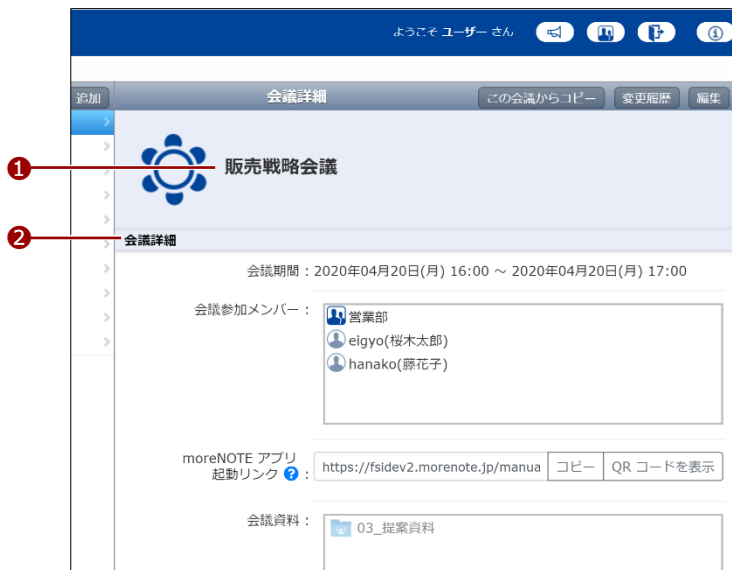 ようこそ ユーザー さん
追加 会議詳細 この会議からコピー 変更履歴 編集
❶ 販売戦略会議
❷ 会議詳細
会議期間 : 2020年04月20日(月) 16:00 ～ 2020年04月20日(月) 17:00
会議参加メンバー : 営業部
eigyo(桜木太郎)
hanako(藤花子)
moreNOTE アプリ
起動リンク ? : https://fsidev2.morenote.jp/manua コピー QR コードを表示
会議資料 : 03_提案資料